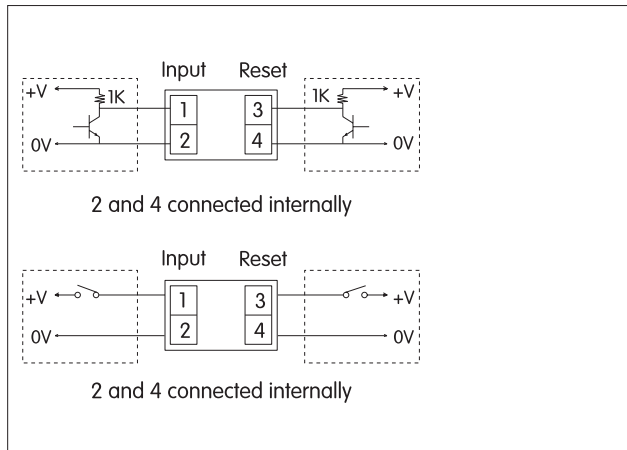 Input Reset
+V 1K 1 3 1K +V
0V 2 4 0V
2 and 4 connected internally
Input Reset
+V 1 3 +V
0V 2 4 0V
2 and 4 connected internally